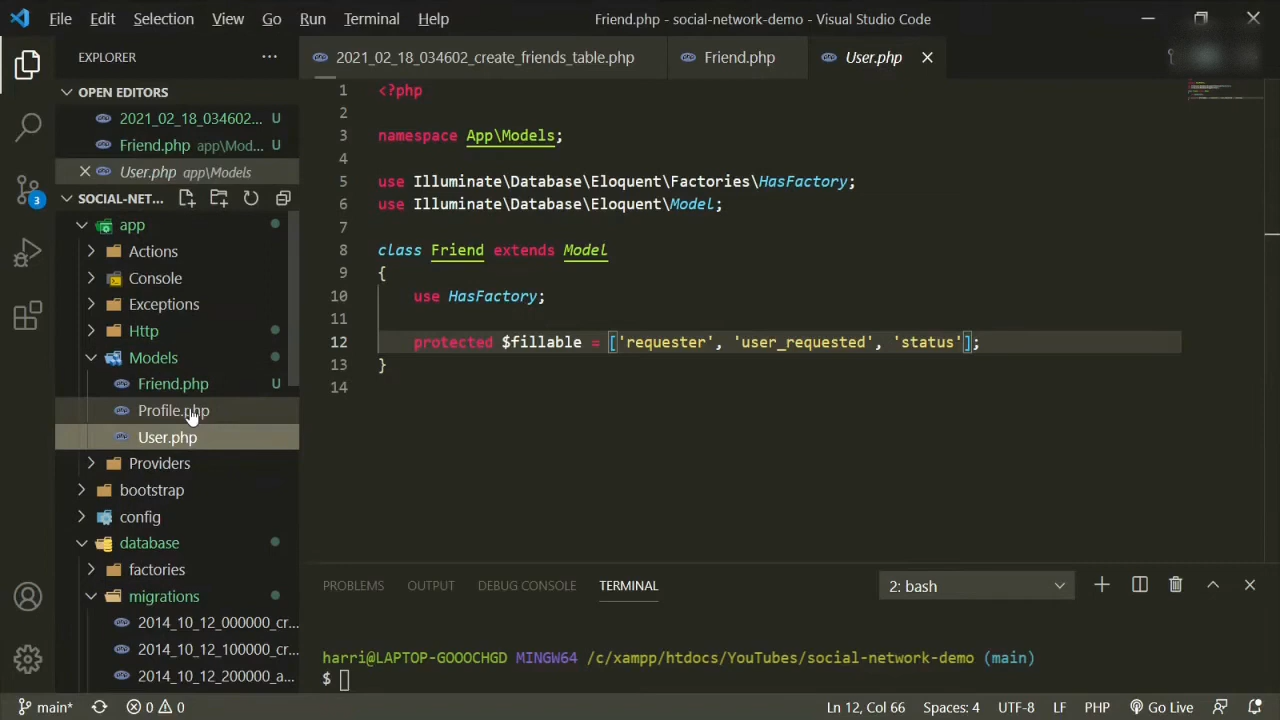 File Edit Selection View Go Run Terminal Help Friend.php - social-network-demo - Visual Studio Code
EXPLORER
OPEN EDITORS
2021_02_18_034602... U
Friend.php app\Mod... U
User.php app\Models
SOCIAL-NET...
app
Actions
Console
Exceptions
Http
Models
Friend.php U
Profile.php
User.php
Providers
bootstrap
config
database
factories
migrations
2014_10_12_000000_cr...
2014_10_12_100000_cr...
2014_10_12_200000_a...
3
2021_02_18_034602_create_friends_table.php Friend.php User.php
1 <?php
2
3 namespace App\Models;
4
5 use Illuminate\Database\Eloquent\Factories\HasFactory;
6 use Illuminate\Database\Eloquent\Model;
7
8 class Friend extends Model
9 {
10 use HasFactory;
11
12 protected $fillable = ['requester', 'user_requested', 'status'];
13 }
14
PROBLEMS OUTPUT DEBUG CONSOLE TERMINAL 2: bash
harri@LAPTOP-GOOOCHGD MINGW64 /c/xampp/htdocs/YouTubes/social-network-demo (main)
$
main* 0 0 Ln 12, Col 66 Spaces: 4 UTF-8 LF PHP Go Live